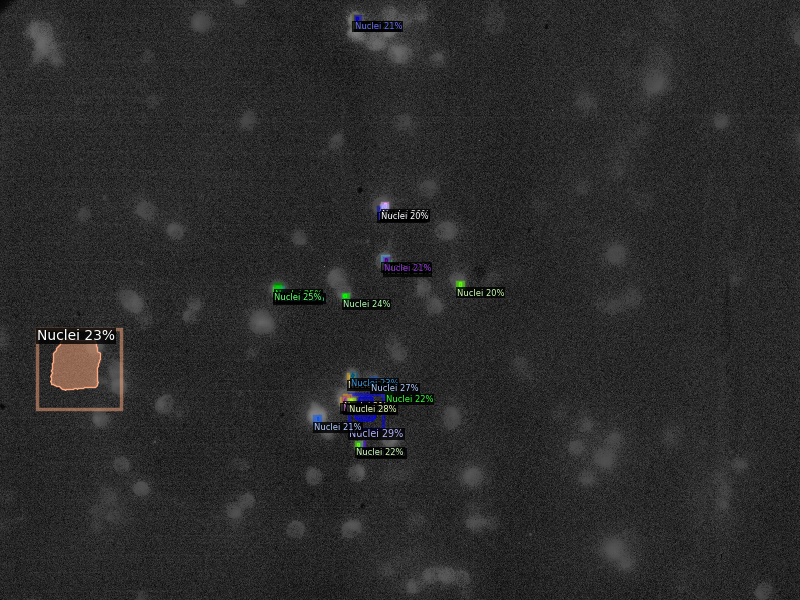 Nuclei 21%
Nuclei 20%
Nuclei 21%
Nuclei 25%
Nuclei 20%
Nuclei 24%
Nuclei 23%
Nuclei 27%
Nuclei 22%
Nuclei 28%
Nuclei 21%
Nuclei 29%
Nuclei 22%